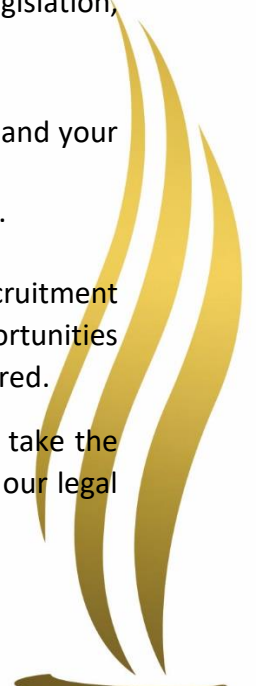 gislation,
and your
.
cruitment
ortunities
red.
take the
our legal